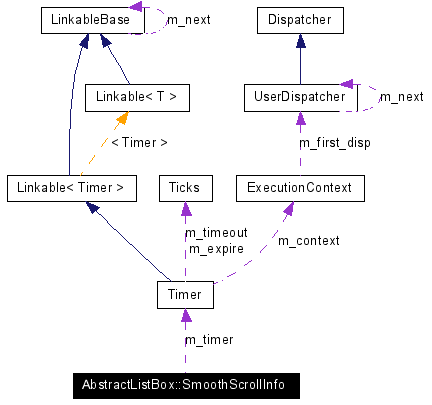 LinkableBase
Dispatcher
m_next
Linkable< T >
UserDispatcher
m_next
< Timer >
m_first_disp
Linkable< Timer >
Ticks
ExecutionContext
m_timeout
m_expire
m_context
Timer
m_timer
AbstractListBox::SmoothScrollInfo